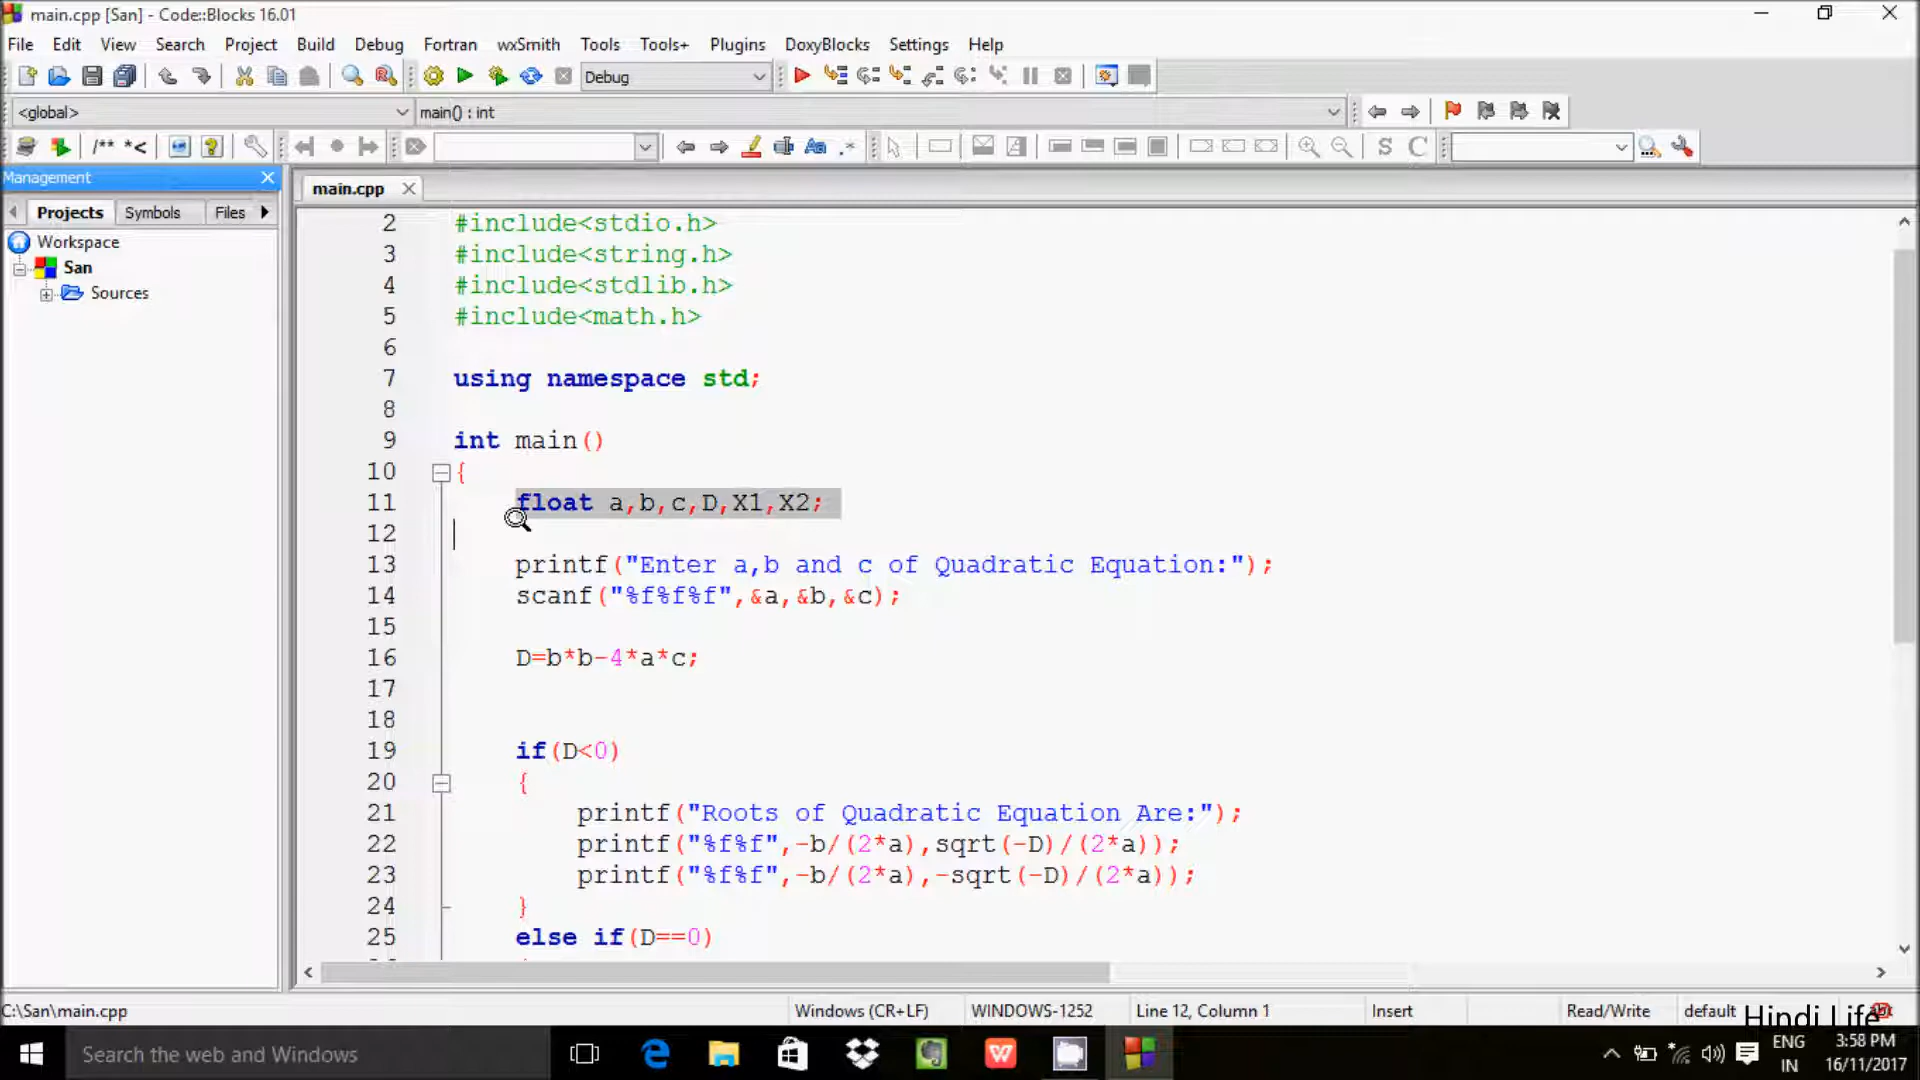 main.cpp [San] - Code::Blocks 16.01
File Edit View Search Project Build Debug Fortran wxSmith Tools Tools+ Plugins DoxyBlocks Settings Help
Debug
<global> main() : int
/** *<
S C
Management
main.cpp
Projects Symbols Files
Workspace
San
Sources
2 #include<stdio.h>
3 #include<string.h>
4 #include<stdlib.h>
5 #include<math.h>
6
7 using namespace std;
8
9 int main()
10 {
11 float a,b,c,D,X1,X2;
12
13 printf("Enter a,b and c of Quadratic Equation:");
14 scanf("%f%f%f",&a,&b,&c);
15
16 D=b*b-4*a*c;
17
18
19 if(D<0)
20 {
21 printf("Roots of Quadratic Equation Are:");
22 printf("%f%f",-b/(2*a),sqrt(-D)/(2*a));
23 printf("%f%f",-b/(2*a),-sqrt(-D)/(2*a));
24 }
25 else if(D==0)
C:\San\main.cpp Windows (CR+LF) WINDOWS-1252 Line 12, Column 1 Insert Read/Write default
Hindi Life
Search the web and Windows
ENG
IN
3:58 PM
16/11/2017